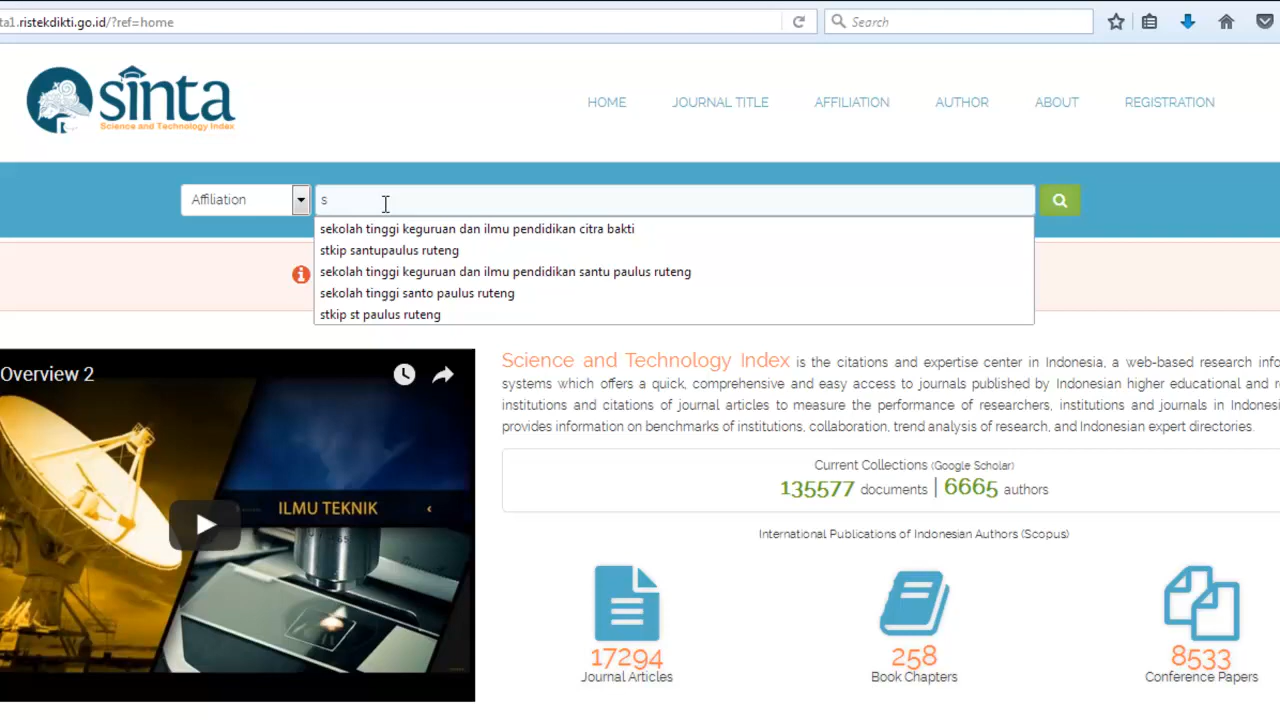 ta1.ristekdikti.go.id/?ref=home
Search
sinta
Science and Technology Index
HOME
JOURNAL TITLE
AFFILIATION
AUTHOR
ABOUT
REGISTRATION
Affiliation
s
sekolah tinggi keguruan dan ilmu pendidikan citra bakti
stkip santupaulus ruteng
sekolah tinggi keguruan dan ilmu pendidikan santu paulus ruteng
sekolah tinggi santo paulus ruteng
stkip st paulus ruteng
Overview 2
ILMU TEKNIK
Science and Technology Index is the citations and expertise center in Indonesia, a web-based research info
systems which offers a quick, comprehensive and easy access to journals published by Indonesian higher educational and re
institutions and citations of journal articles to measure the performance of researchers, institutions and journals in Indonesi
provides information on benchmarks of institutions, collaboration, trend analysis of research, and Indonesian expert directories.
Current Collections (Google Scholar)
135577 documents | 6665 authors
International Publications of Indonesian Authors (Scopus)
17294
Journal Articles
258
Book Chapters
8533
Conference Papers